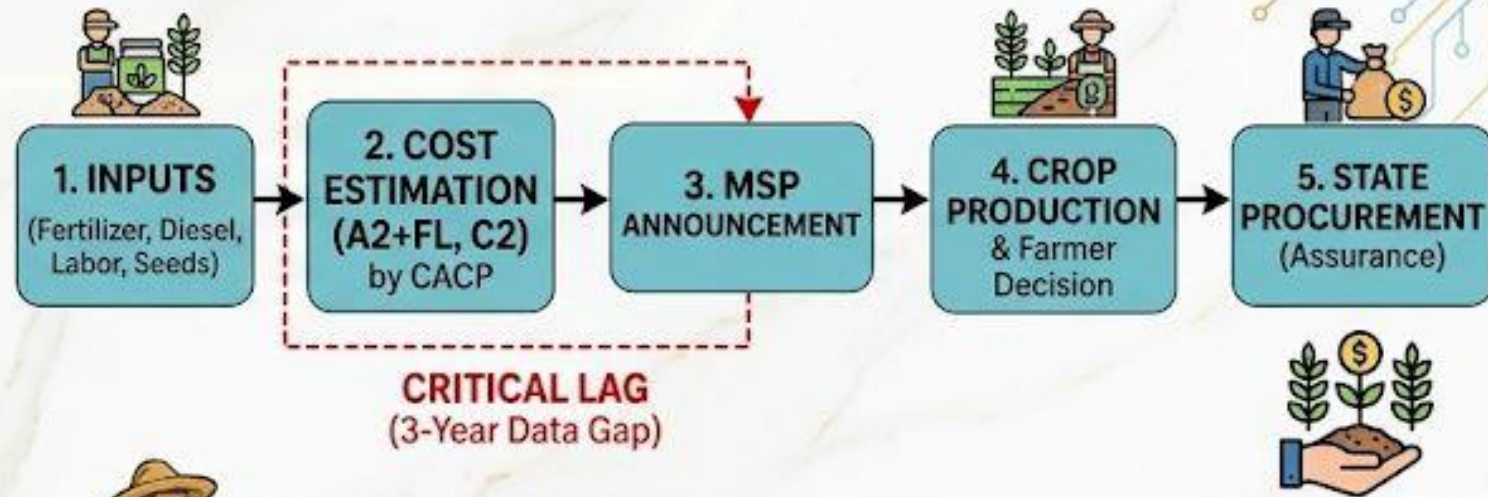 1. INPUTS
(Fertilizer, Diesel,
Labor, Seeds)
2. COST
ESTIMATION
(A2+FL, C2)
by CACP
3. MSP
ANNOUNCEMENT
4. CROP
PRODUCTION
& Farmer
Decision
5. STATE
PROCUREMENT
(Assurance)
CRITICAL LAG
(3-Year Data Gap)
$
$